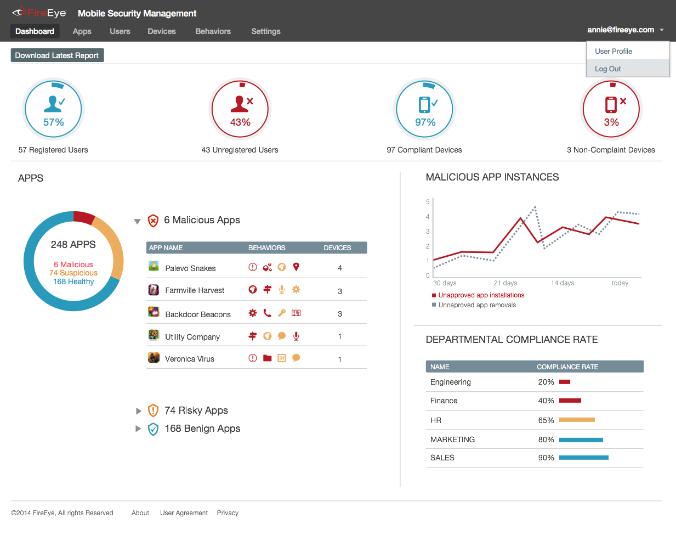 FireEye Mobile Security Management
Dashboard Apps Users Devices Behaviors Settings
annie@fireeye.com
User Profile
Log Out
Download Latest Report
57% 43% 97% 3%
57 Registered Users 43 Unregistered Users 97 Compliant Devices 3 Non-Complaint Devices
APPS
248 APPS
6 Malicious
74 Suspicious
168 Healthy
6 Malicious Apps
APP NAME BEHAVIORS DEVICES
Palevo Snakes 4
Farmville Harvest 3
Backdoor Beacons 3
Utility Company 1
Veronica Virus 1
74 Risky Apps
168 Benign Apps
MALICIOUS APP INSTANCES
5
4
3
2
1
0
30 days 21 days 14 days today
Unapproved app installations
Unnaproved app removals
DEPARTMENTAL COMPLIANCE RATE
NAME COMPLIANCE RATE
Engineering 20%
Finance 40%
HR 65%
MARKETING 80%
SALES 90%
©2014 FireEye, All rights Reserved About User Agreement Privacy